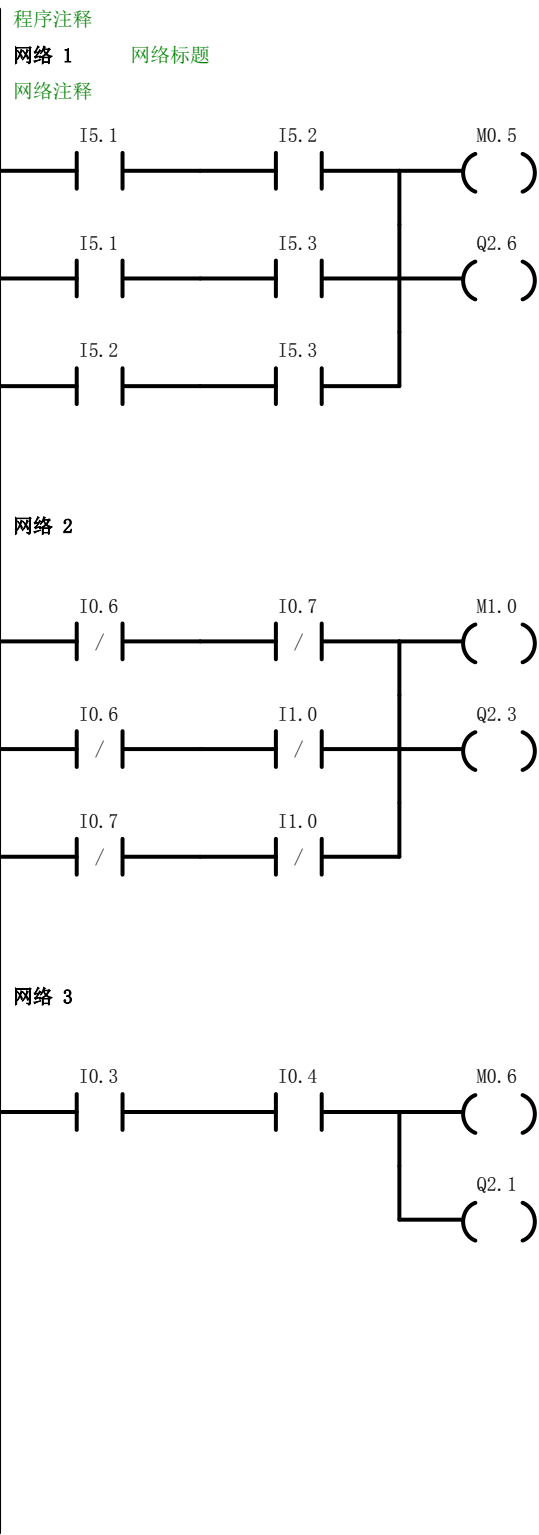 程序注释
网络 1 网络标题
网络注释
I5.1 I5.2 M0.5
I5.1 I5.3 Q2.6
I5.2 I5.3
网络 2
I0.6 I0.7 M1.0
/ /
I0.6 I1.0 Q2.3
/ /
I0.7 I1.0
/ /
网络 3
I0.3 I0.4 M0.6
Q2.1